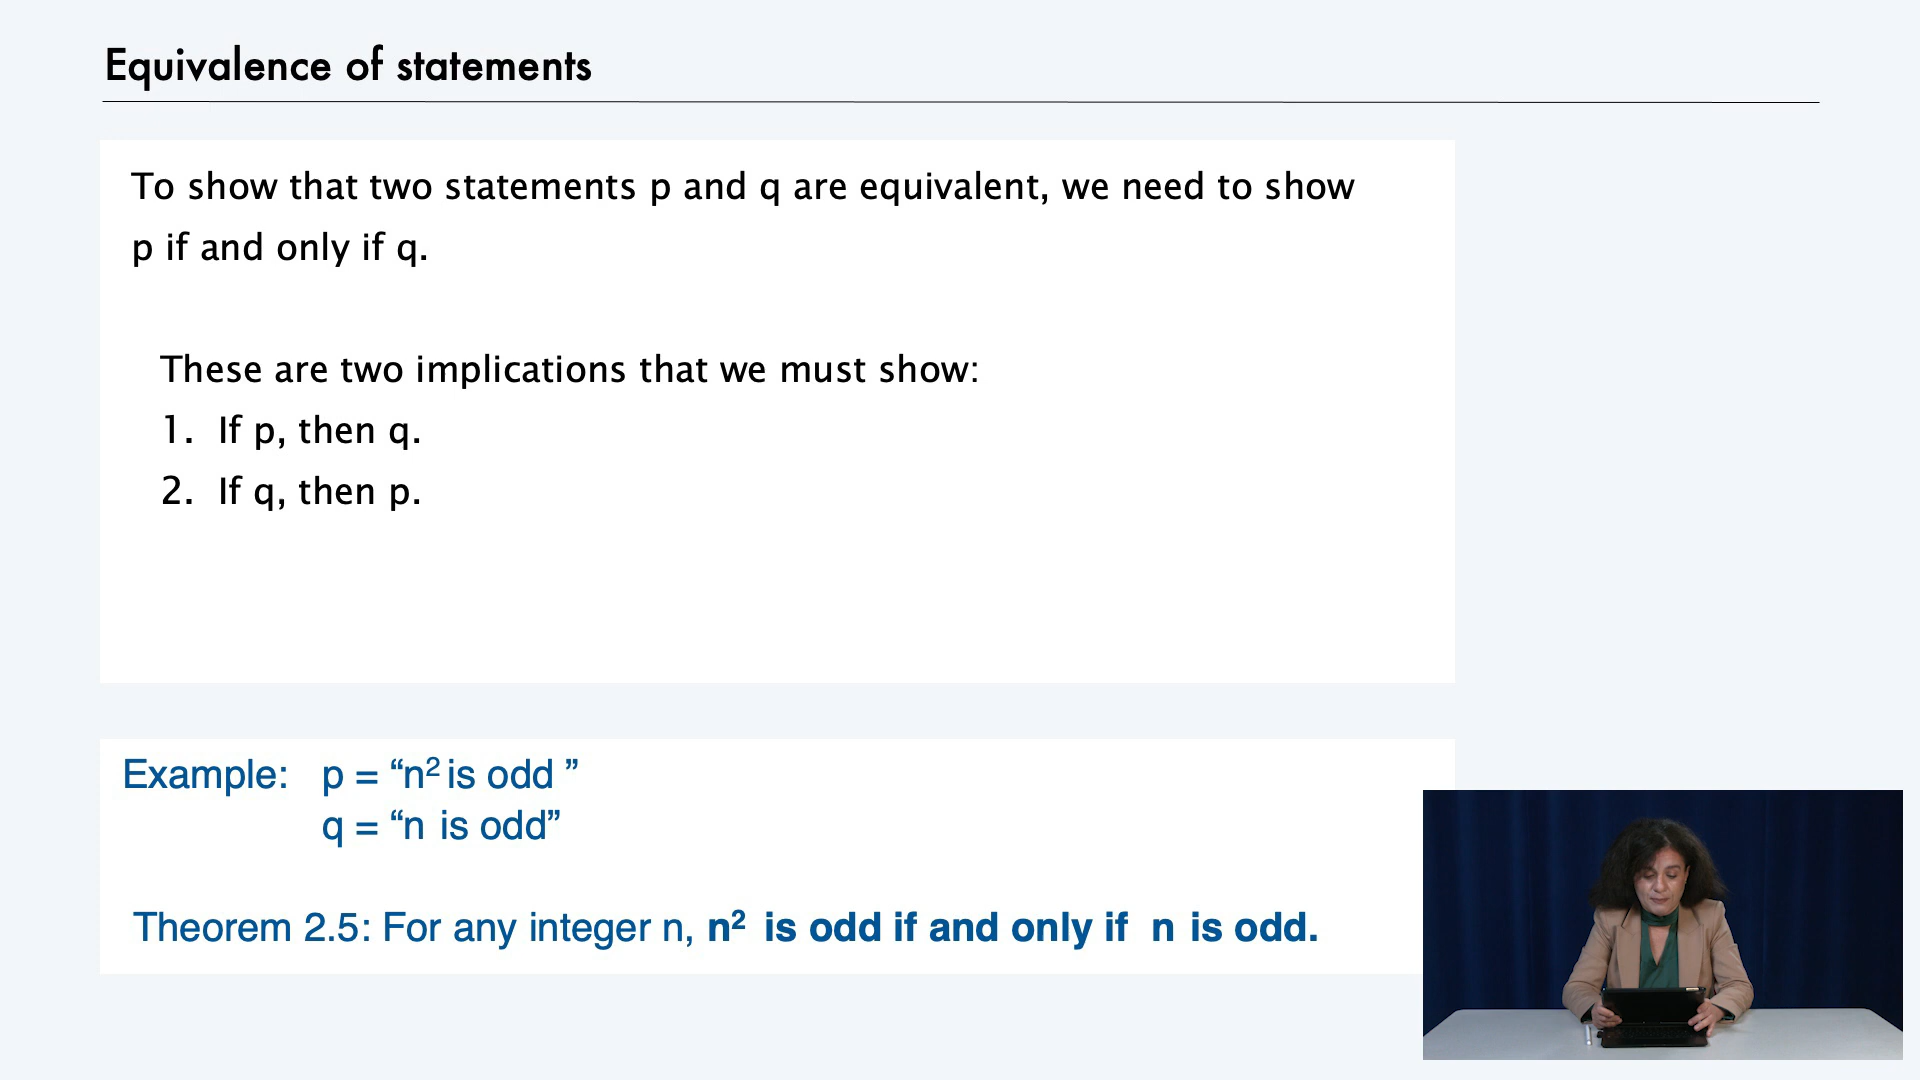 Equivalence of statements
To show that two statements p and q are equivalent, we need to show
p if and only if q.
These are two implications that we must show:
1. If p, then q.
2. If q, then p.
Example: p = “n² is odd ”
q = “n is odd”
Theorem 2.5: For any integer n, n² is odd if and only if n is odd.